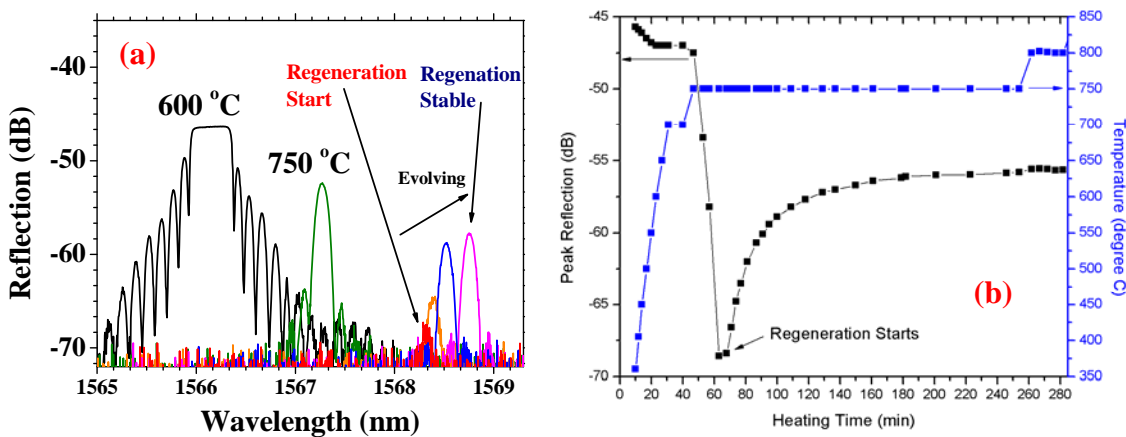 (a)
Regeneration
Start
Regenation
Stable
600 °C
750 °C
Evolving
Reflection (dB)
-35
-40
-50
-60
-70
1565
1566
1567
1568
1569
Wavelength (nm)
(b)
Regeneration Starts
Peak Reflection (dB)
-45
-50
-55
-60
-65
-70
0
20
40
60
80
100
120
140
160
180
200
220
240
260
280
Heating Time (min)
850
800
750
700
650
600
550
500
450
400
350
Temperature (degree C)